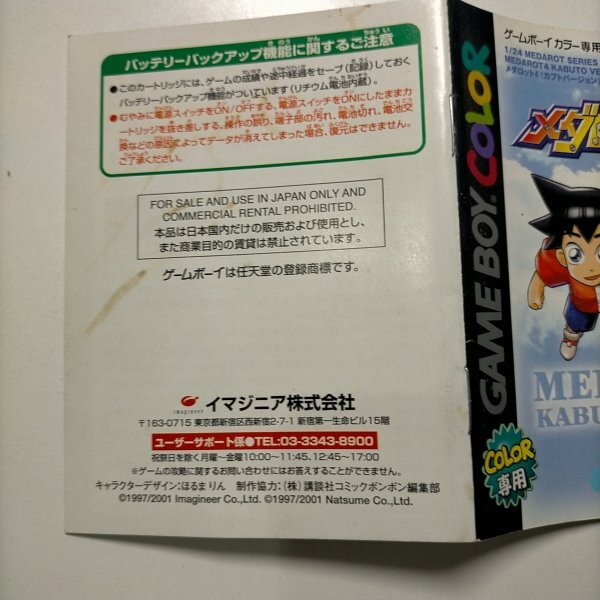 バッテリーバックアップ機能に関するご注意
●このカートリッジには、ゲームの成績や途中経過をセーブ(記録)しておく
バッテリーバックアップ機能がついています(リチウム電池内蔵)。
●むやみに電源スイッチをON/OFFする、電源スイッチをONにしたままカ
ートリッジを抜き差しする、操作の誤り、端子部の汚れ、電池切れ、電池交
換などの原因によってデータが消えてしまった場合、復元はできません。
ご了承ください。
FOR SALE AND USE IN JAPAN ONLY AND
COMMERCIAL RENTAL PROHIBITED.
本品は日本国内だけの販売および使用とし、
また商業目的の賃貸は禁止されています。
ゲームボーイは任天堂の登録商標です。
imagineer イマジニア株式会社
〒163-0715 東京都新宿区西新宿2-7-1 新宿第一生命ビル15階
ユーザーサポート係●TEL:03-3343-8900
祝祭日を除く月曜〜金曜10:00〜11:45、12:45〜17:00
※ゲームの攻略に関するお問い合わせにはお答えすることができません。
キャラクターデザイン:ほるまりん 制作協力:(株)講談社コミックボンボン編集部
©1997/2001 Imagineer Co.,Ltd. ©1997/2001 Natsume Co., Ltd.
GAME BOY COLOR
ゲームボーイ カラー専用
1/24 MEDAROT SERIES
MEDAROT4 KABUTO VE
メダロット4(カブトバージョン)
メダ
ME
KABU
COLOR
専用